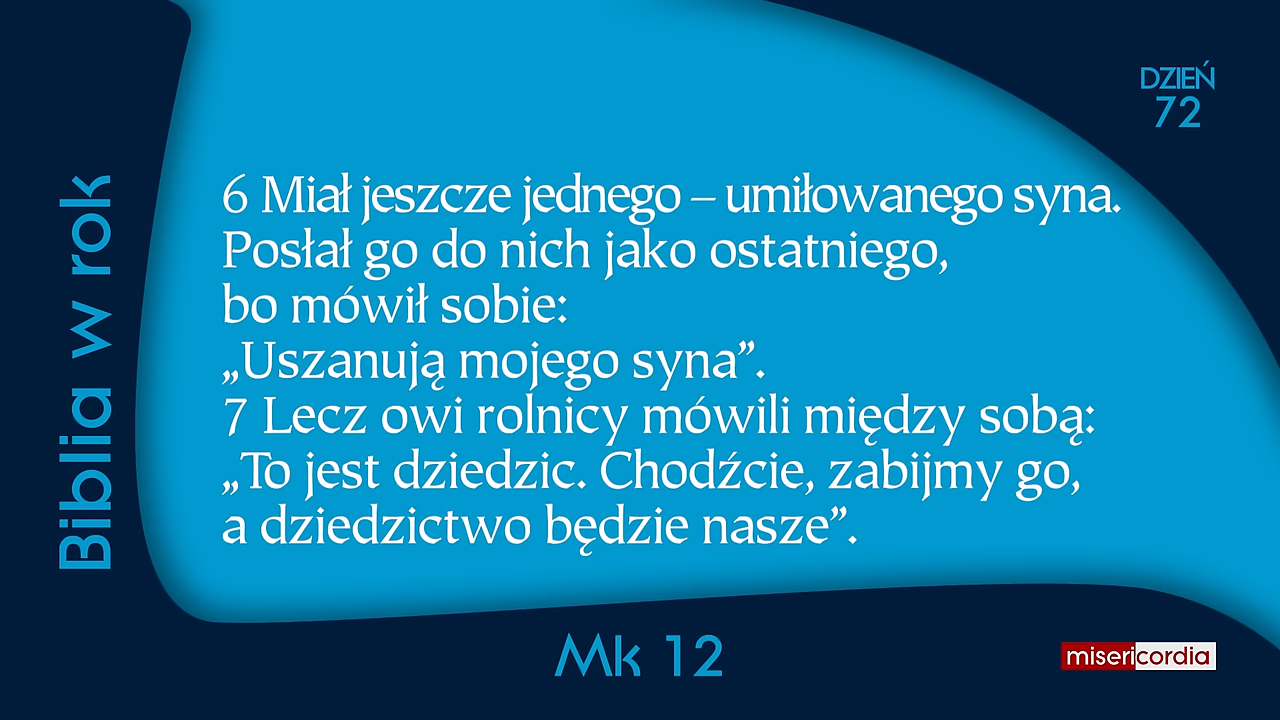 DZIEŃ
72
Biblia w rok
6 Miał jeszcze jednego – umiłowanego syna.
Posłał go do nich jako ostatniego,
bo mówił sobie:
„Uszanują mojego syna”.
7 Lecz owi rolnicy mówili między sobą:
„To jest dziedzic. Chodźcie, zabijmy go,
a dziedzictwo będzie nasze”.
Mk 12
misericordia